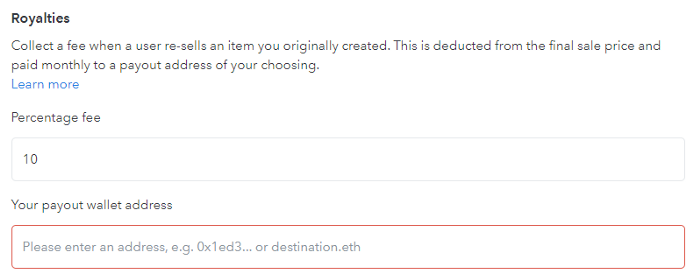 Royalties
Collect a fee when a user re-sells an item you originally created. This is deducted from the final sale price and
paid monthly to a payout address of your choosing.
Learn more
Percentage fee
10
Your payout wallet address
Please enter an address, e.g. 0x1ed3... or destination.eth